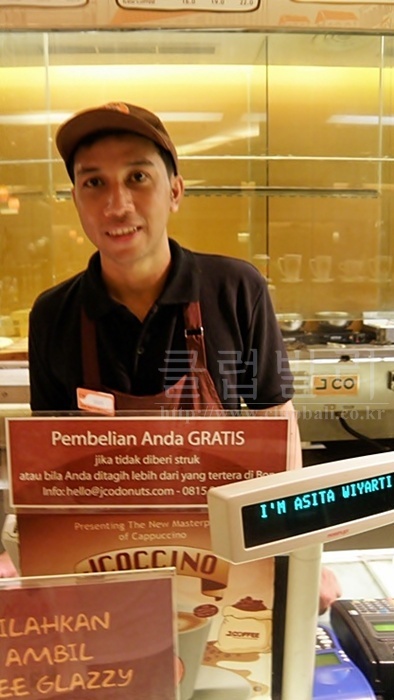 클럽발리
http://www.clubbali.co.kr
J CO
Pembelian Anda GRATIS
jika tidak diberi struk
atau bila Anda ditagih lebih dari yang tertera di
Info: hello@jcodonuts.com - 0815
I'M ASITA WIYARTI
Presenting The New
of Cappuccino
JCOCCINO
J.COFFEE
ILAHKAN
AMBIL
EE GLAZZY